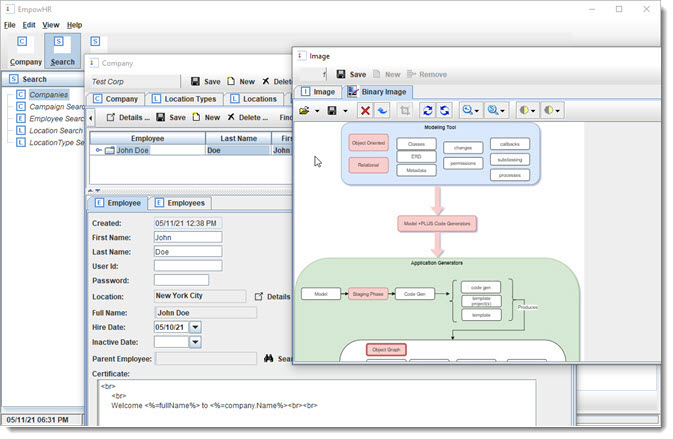 EmpowHR
File Edit View Help
C S S
Company Search
S Search
C Companies
C Campaign Sear
E Employee Searc
L Location Search
L LocationType Se
05/11/21 06:31 PM
Company
Test Corp Save New Delet
C Company L Location Types L Locations
Details ... Save New Delete ... Find
Employee Last Name Firs
John Doe Doe John
E Employee E Employees
Created: 05/11/21 12:38 PM
First Name: John
Last Name: Doe
User Id:
Password:
Location: New York City Details
Full Name: John Doe
Hire Date: 05/10/21
Inactive Date:
Parent Employee: Sear
Certificate:
<br>
<br>
Welcome <%=fullName%> to <%=company.Name%><br><br>
Image
Save New Remove
I Image Binary Image
Modeling Tool
Object Oriented
Relational
Classes
ERD
Metadata
changes
permissions
callbacks
subclassing
processes
Model +PLUS Code Generators
Application Generators
Model
Staging Phase
Code Gen
code gen
template
project(s)
template
Produces
Object Graph